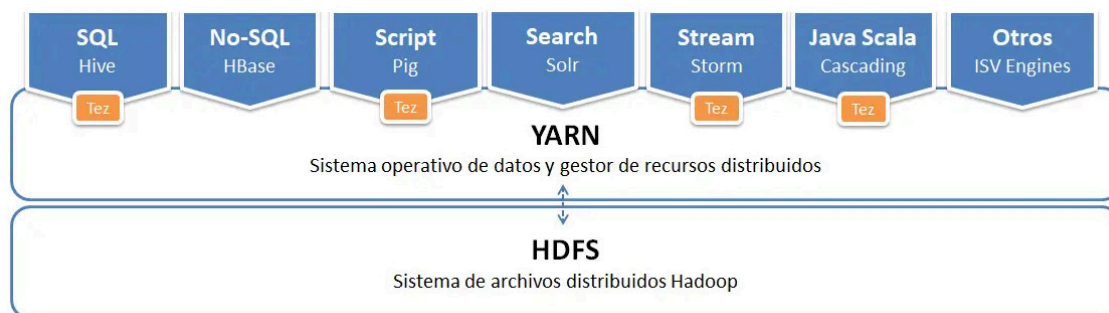 SQL
Hive
No-SQL
HBase
Script
Pig
Search
Solr
Stream
Storm
Java Scala
Cascading
Otros
ISV Engines
Tez
Tez
Tez
Tez
YARN
Sistema operativo de datos y gestor de recursos distribuidos
HDFS
Sistema de archivos distribuidos Hadoop